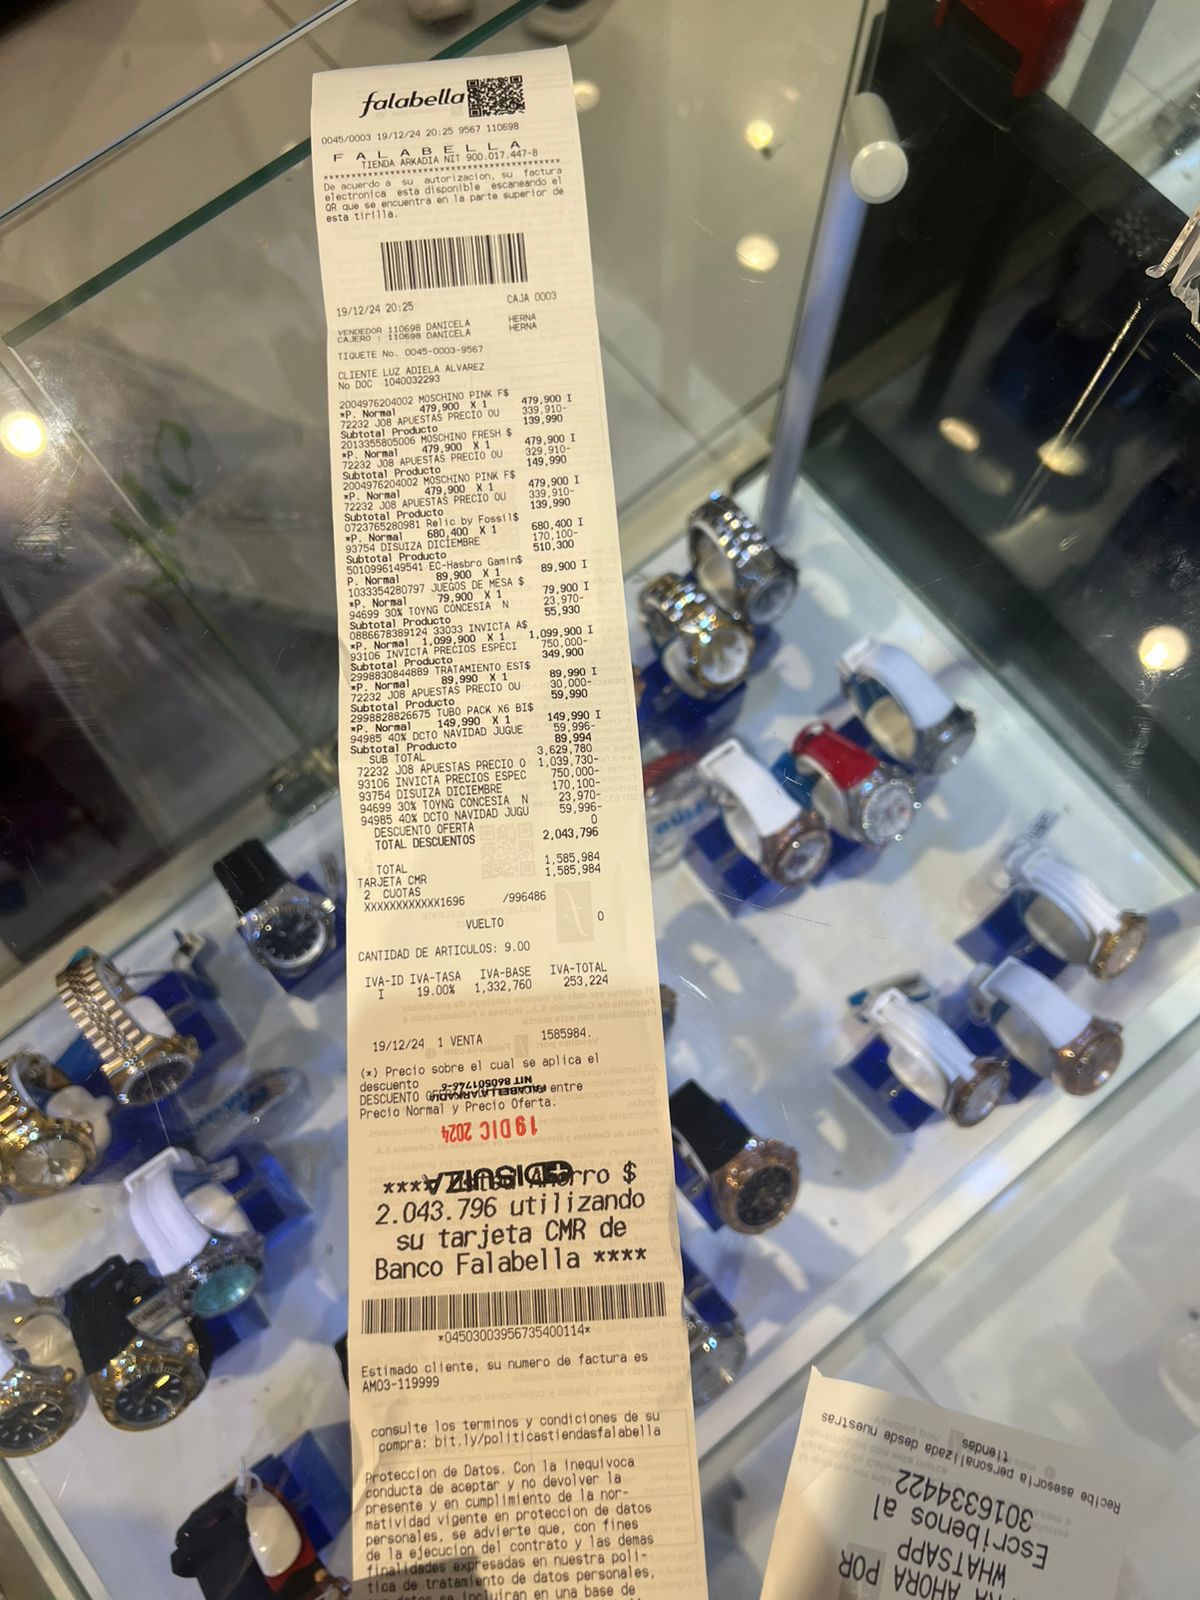 falabella
0045/0003 19/12/24 20:25 9567 110698
F A L A B E L L A
TIENDA ARKADIA NIT 900.017.447-8
****************************************
De acuerdo a su autorizacion, su factura
electronica esta disponible escaneando el
QR que se encuentra en la parte superior de
esta tirilla.
19/12/24 20:25 CAJA 0003
VENDEDOR 110698 DANICELA HERNA
CAJERO : 110698 DANICELA HERNA
TIQUETE No. 0045-0003-9567
CLIENTE LUZ ADIELA ALVAREZ
No DOC 1040032293
2004976204002 MOSCHINO PINK F$ 479,900 I
*P. Normal 479,900 X 1
72232 J08 APUESTAS PRECIO OU 339,910-
Subtotal Producto 139,990
2013355805006 MOSCHINO FRESH $ 479,900 I
*P. Normal 479,900 X 1
72232 J08 APUESTAS PRECIO OU 329,910-
Subtotal Producto 149,990
2004976204002 MOSCHINO PINK F$ 479,900 I
*P. Normal 479,900 X 1
72232 J08 APUESTAS PRECIO OU 339,910-
Subtotal Producto 139,990
0723765280981 Relic by Fossil$ 680,400 I
*P. Normal 680,400 X 1
93754 DISUIZA DICIEMBRE 170,100-
Subtotal Producto 510,300
5010996149541 EC-Hasbro Gamin$ 89,900 I
P. Normal 89,900 X 1
1033354280797 JUEGOS DE MESA $ 79,900 I
*P. Normal 79,900 X 1
94699 30% TOYNG CONCESIA N 23,970-
Subtotal Producto 55,930
0886678389124 33033 INVICTA A$ 1,099,900 I
*P. Normal 1,099,900 X 1
93106 INVICTA PRECIOS ESPECI 750,000-
Subtotal Producto 349,900
2998830844889 TRATAMIENTO EST$ 89,990 I
*P. Normal 89,990 X 1
72232 J08 APUESTAS PRECIO OU 30,000-
Subtotal Producto 59,990
2998828826675 TUBO PACK X6 BI$ 149,990 I
*P. Normal 149,990 X 1
94985 40% DCTO NAVIDAD JUGUE 59,996-
Subtotal Producto 89,994
SUB TOTAL 3,629,780
72232 J08 APUESTAS PRECIO O 1,039,730-
93106 INVICTA PRECIOS ESPEC 750,000-
93754 DISUIZA DICIEMBRE 170,100-
94699 30% TOYNG CONCESIA N 23,970-
94985 40% DCTO NAVIDAD JUGU 59,996-
DESCUENTO OFERTA 0
TOTAL DESCUENTOS 2,043,796
TOTAL 1,585,984
TARJETA CMR 1,585,984
2 CUOTAS
XXXXXXXXXXXX1696 /996486
VUELTO 0
CANTIDAD DE ARTICULOS: 9.00
IVA-ID IVA-TASA IVA-BASE IVA-TOTAL
I 19.00% 1,332,760 253,224
19/12/24 1 VENTA 1585984.
(*) Precio sobre el cual se aplica el
descuento
DESCUENTO entre
Precio Normal y Precio Oferta.
FALABELLA ARKADIA
NIT 860501746-6
19 DIC 2024
DISUIZA
**** Ahorro $
2.043.796 utilizando
su tarjeta CMR de
Banco Falabella ****
*04503003956735400114*
Estimado cliente, su numero de factura es
AM03-119999
consulte los terminos y condiciones de su
compra: bit.ly/politicastiendasfalabella
Proteccion de Datos. Con la inequivoca
conducta de aceptar y no devolver la
presente y en cumplimiento de la nor-
matividad vigente en proteccion de datos
personales, se advierte que, con fines
de la ejecucion del contrato y las demas
finalidades expresadas en nuestra poli-
tica de tratamiento de datos personales,
sus datos se incluiran en una base de
AHORA POR
WHATSAPP
Escríbenos al
3016334422
Recibe asesoría personalizada desde nuestras
tiendas